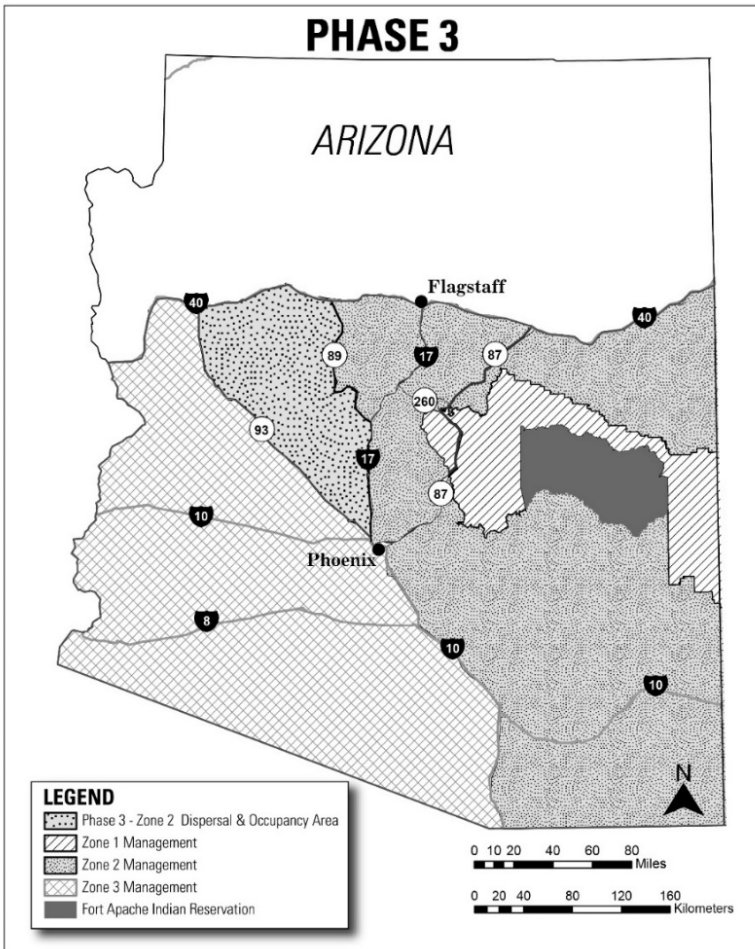 PHASE 3
ARIZONA
Flagstaff
40
40
89
17
87
260
93
17
87
10
Phoenix
8
10
10
N
LEGEND
Phase 3 - Zone 2 Dispersal & Occupancy Area
Zone 1 Management
Zone 2 Management
Zone 3 Management
Fort Apache Indian Reservation
0 10 20 40 60 80
Miles
0 20 40 80 120 160
Kilometers